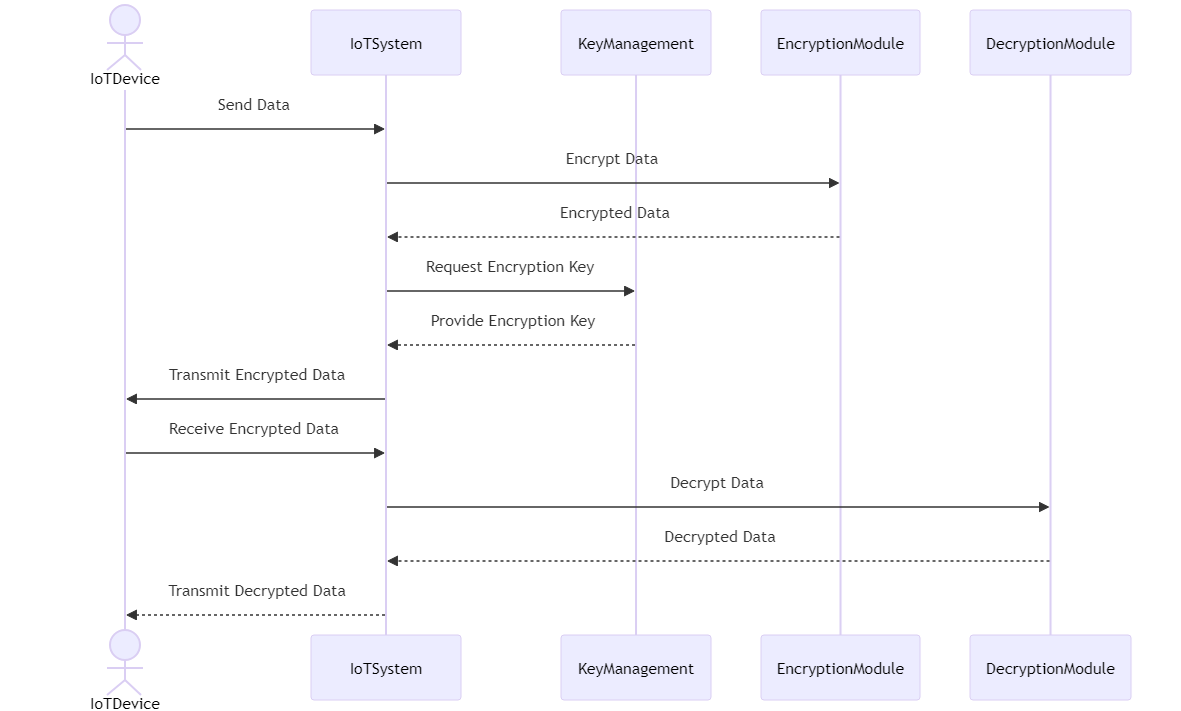 IoTDevice
IoTSystem
KeyManagement
EncryptionModule
DecryptionModule
Send Data
Encrypt Data
Encrypted Data
Request Encryption Key
Provide Encryption Key
Transmit Encrypted Data
Receive Encrypted Data
Decrypt Data
Decrypted Data
Transmit Decrypted Data
IoTDevice
IoTSystem
KeyManagement
EncryptionModule
DecryptionModule